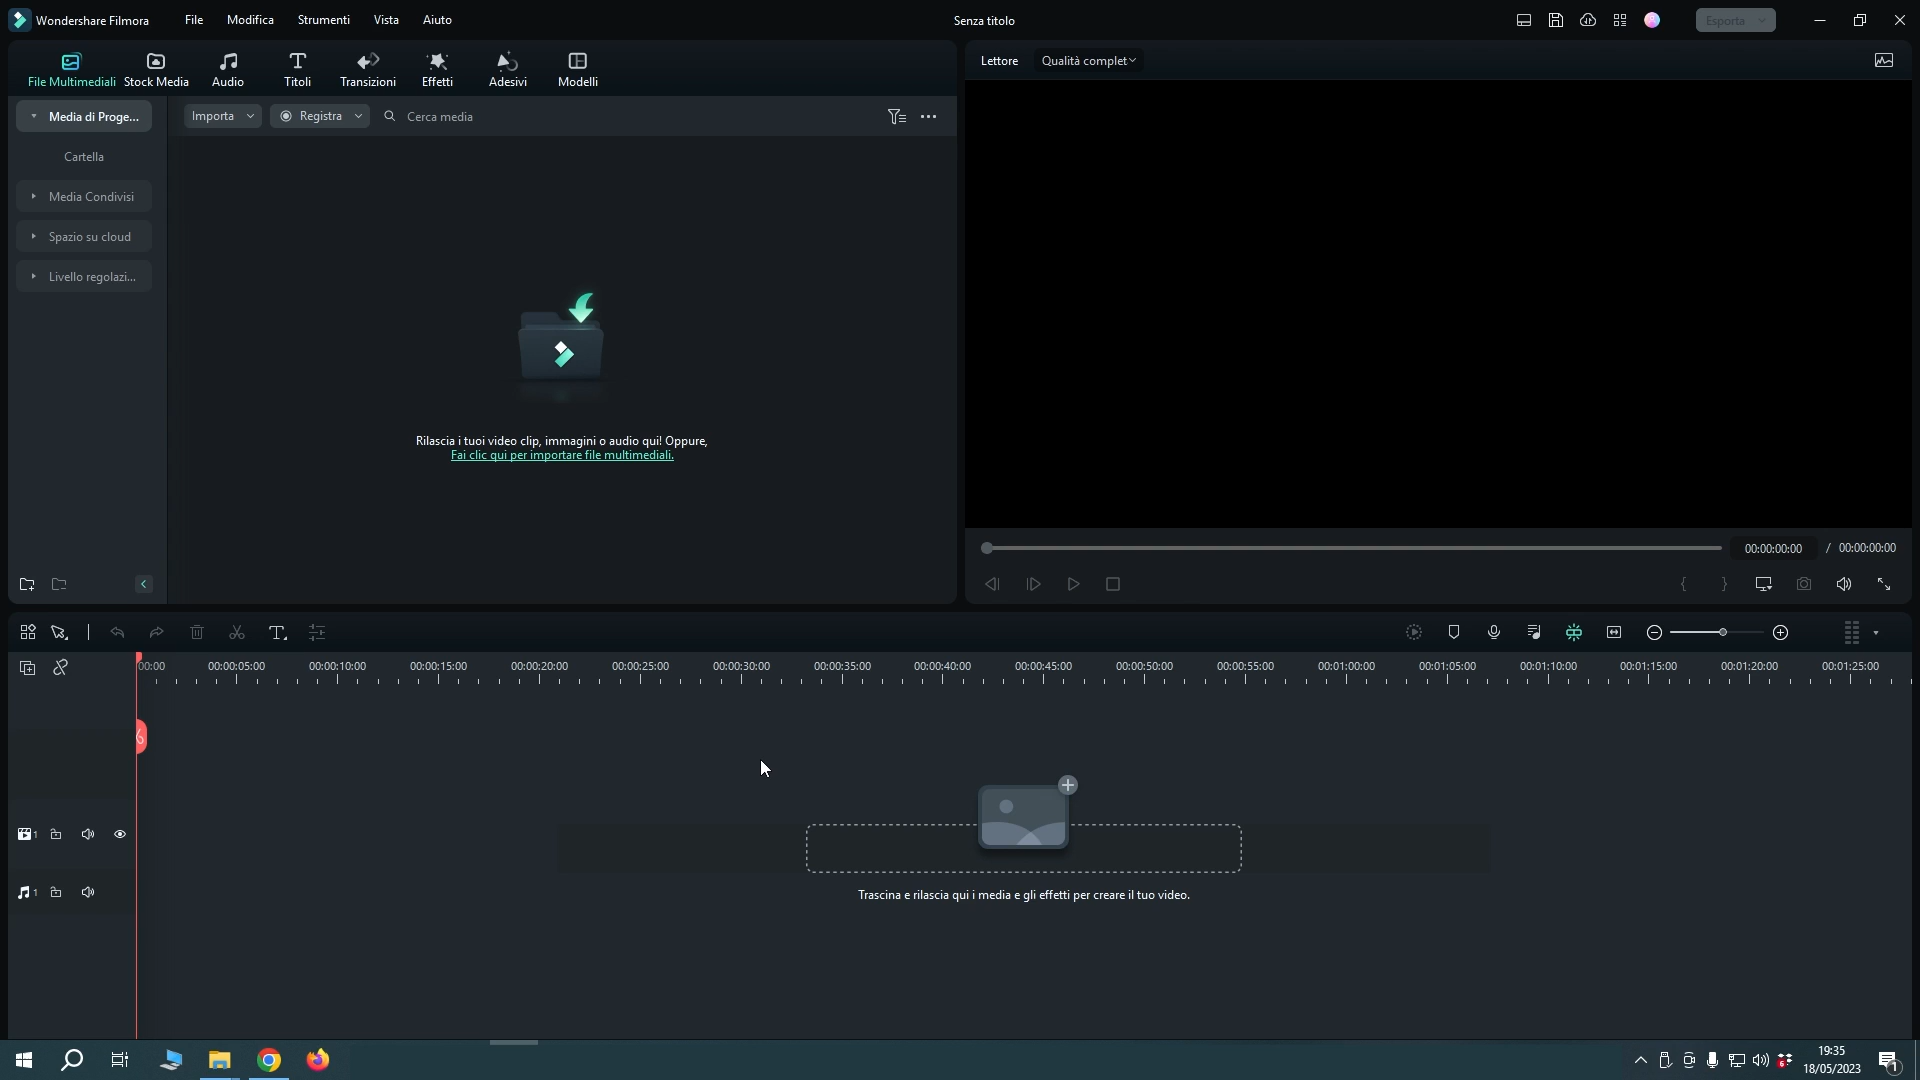 Wondershare Filmora
File
Modifica
Strumenti
Vista
Aiuto
Senza titolo
Esporta
File Multimediali
Stock Media
Audio
Titoli
Transizioni
Effetti
Adesivi
Modelli
Lettore
Qualità complet
Media di Proge...
Importa
Registra
Cerca media
Cartella
Media Condivisi
Spazio su cloud
Livello regolazi...
Rilascia i tuoi video clip, immagini o audio qui! Oppure,
Fai clic qui per importare file multimediali.
00:00:00:00 / 00:00:00:00
00:00 00:00:05:00 00:00:10:00 00:00:15:00 00:00:20:00 00:00:25:00 00:00:30:00 00:00:35:00 00:00:40:00 00:00:45:00 00:00:50:00 00:00:55:00 00:01:00:00 00:01:05:00 00:01:10:00 00:01:15:00 00:01:20:00 00:01:25:00
1
1
Trascina e rilascia qui i media e gli effetti per creare il tuo video.
19:35
18/05/2023
6
1